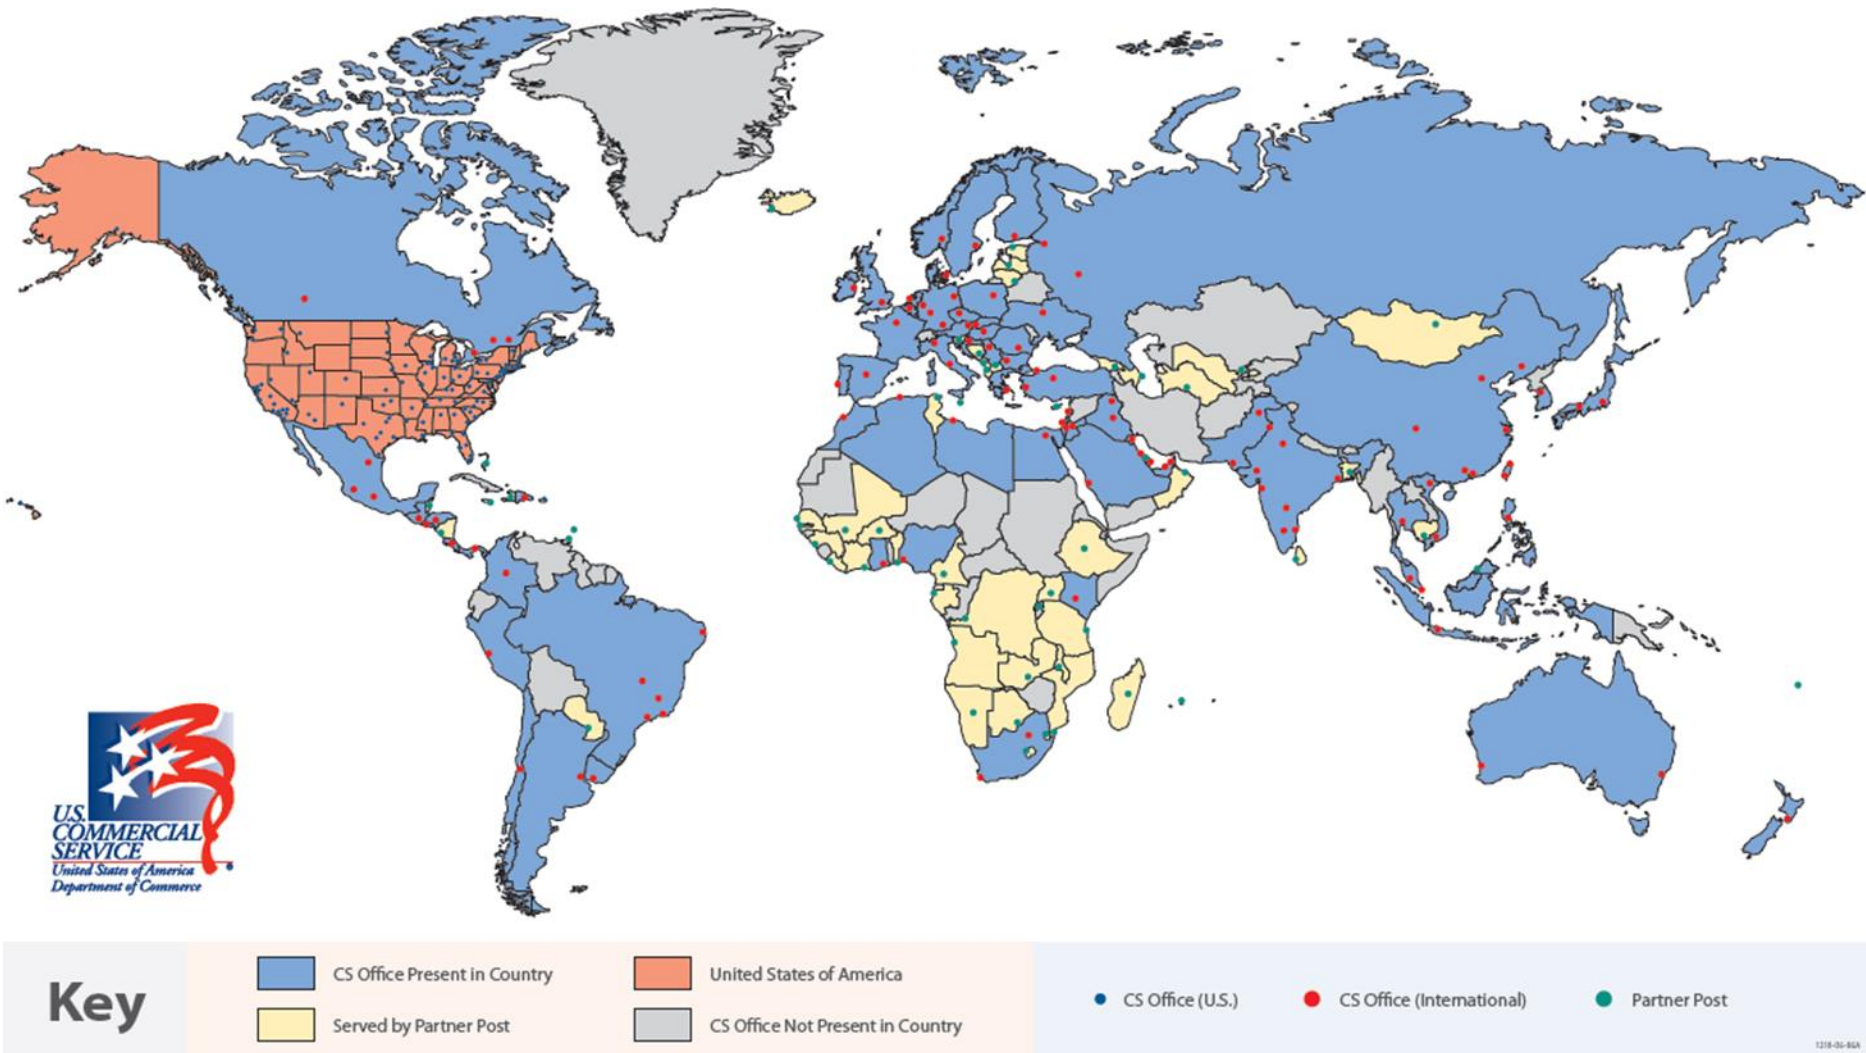 U.S.
COMMERCIAL
SERVICE
United States of America
Department of Commerce
Key
CS Office Present in Country
United States of America
Served by Partner Post
CS Office Not Present in Country
CS Office (U.S.)
CS Office (International)
Partner Post